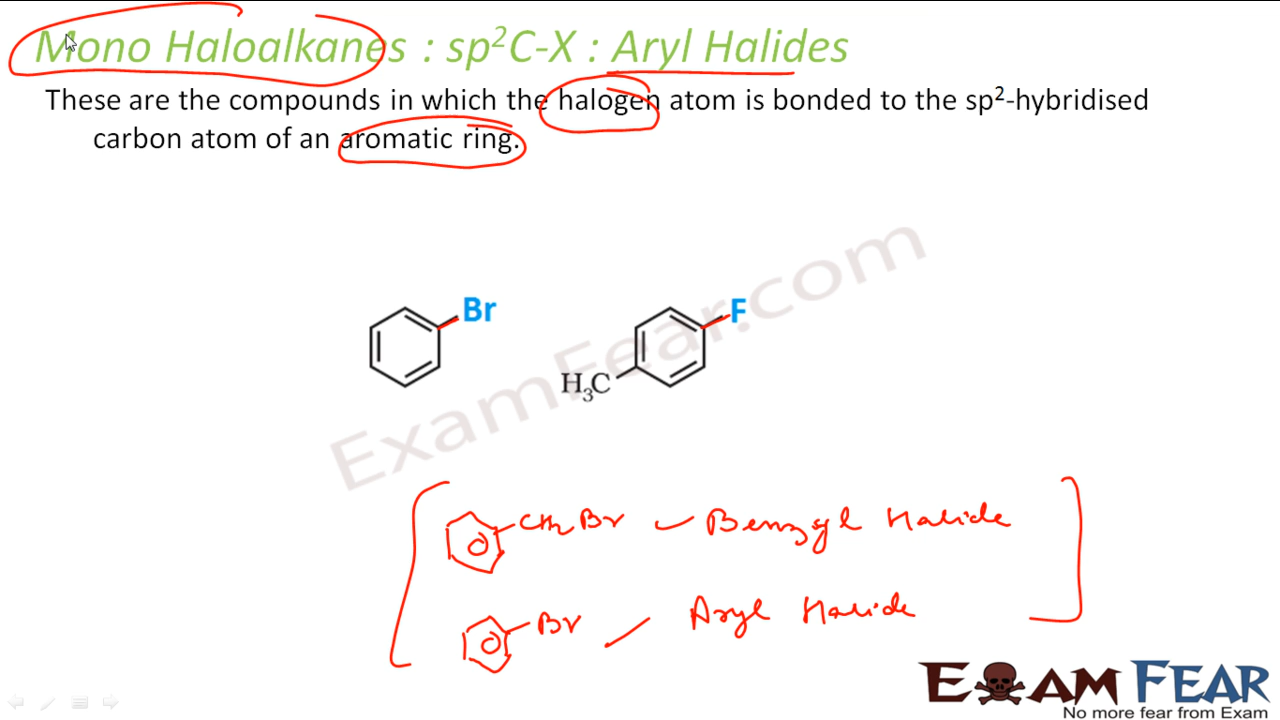 Mono Haloalkanes : sp²C-X : Aryl Halides
These are the compounds in which the halogen atom is bonded to the sp²-hybridised
carbon atom of an aromatic ring.
Br
F
H₃C
ExamFear.com
CH₂Br – Benzyl Halide
Br Aryl Halide
EXAM FEAR
No more fear from Exam